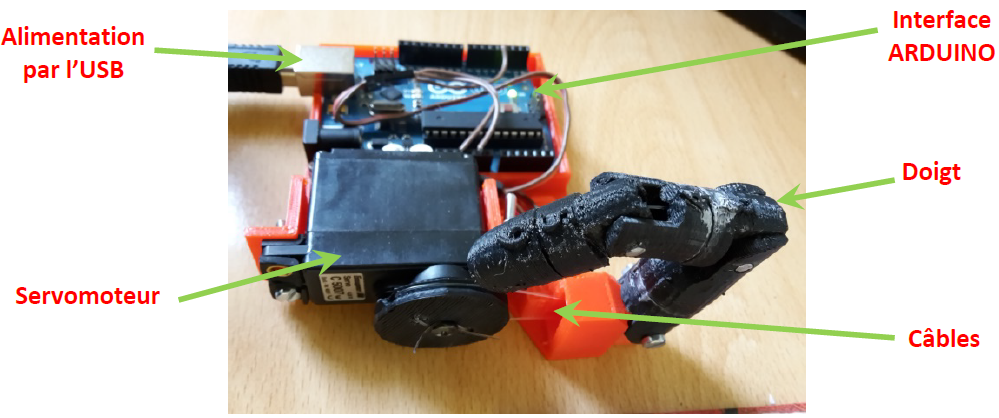 Alimentation
par l’USB
Interface
ARDUINO
Doigt
Servomoteur
Câbles